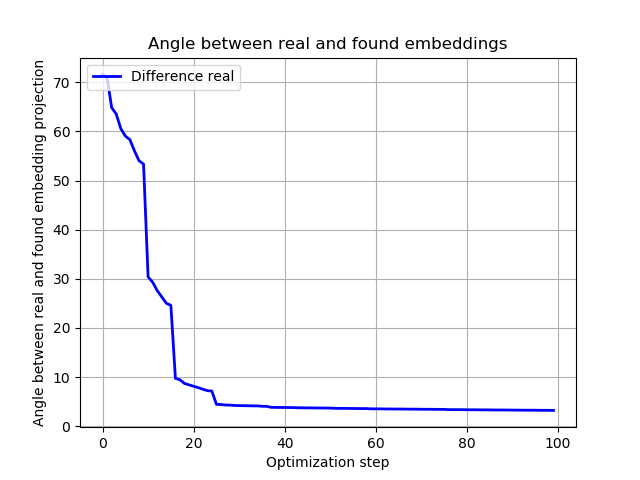 Angle between real and found embeddings
Difference real
Angle between real and found embedding projection
70
60
50
40
30
20
10
0
0 20 40 60 80 100
Optimization step